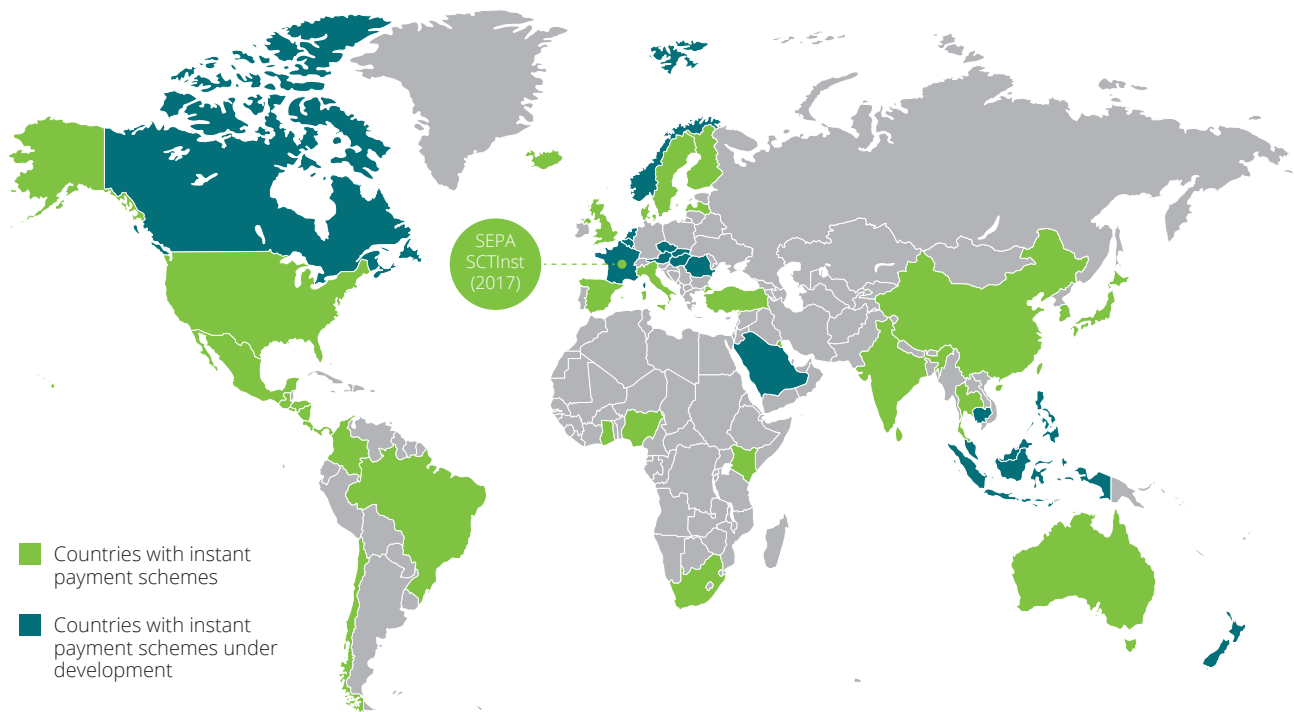 SEPA
SCTInst
(2017)
Countries with instant
payment schemes
Countries with instant
payment schemes under
development